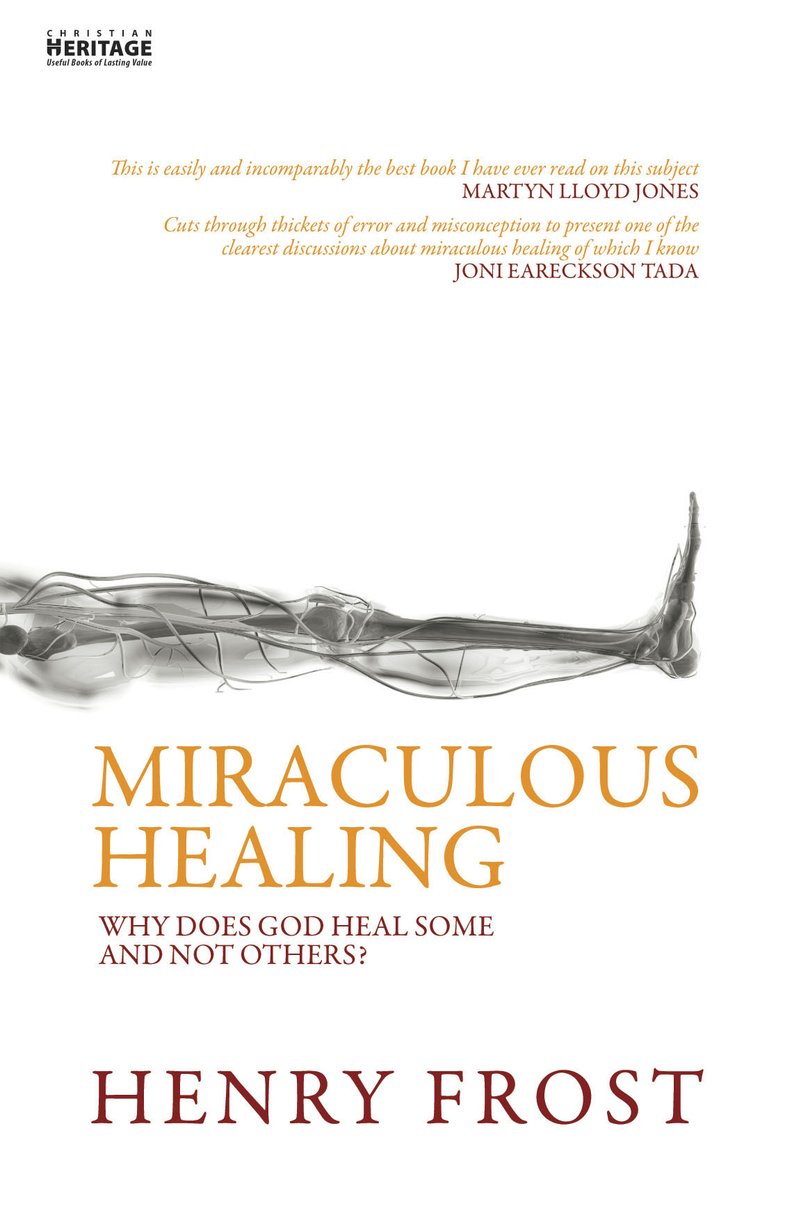 CHRISTIAN
HERITAGE
Useful Books of Lasting Value
This is easily and incomparably the best book I have ever read on this subject
MARTYN LLOYD JONES
Cuts through thickets of error and misconception to present one of the
clearest discussions about miraculous healing of which I know
JONI EARECKSON TADA
MIRACULOUS
HEALING
WHY DOES GOD HEAL SOME
AND NOT OTHERS?
HENRY FROST